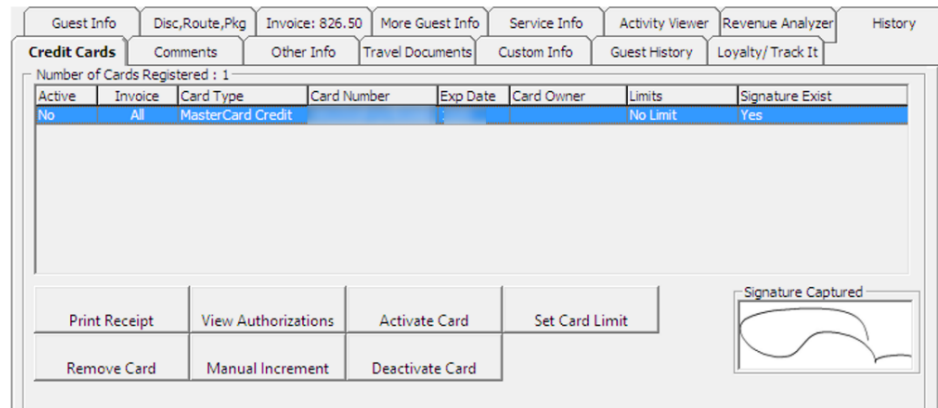 Guest Info Disc,Route,Pkg Invoice: 826.50 More Guest Info Service Info Activity Viewer Revenue Analyzer History
Credit Cards Comments Other Info Travel Documents Custom Info Guest History Loyalty/ Track It
Number of Cards Registered : 1
Active Invoice Card Type Card Number Exp Date Card Owner Limits Signature Exist
No All MasterCard Credit No Limit Yes
Signature Captured
Print Receipt View Authorizations Activate Card Set Card Limit
Remove Card Manual Increment Deactivate Card